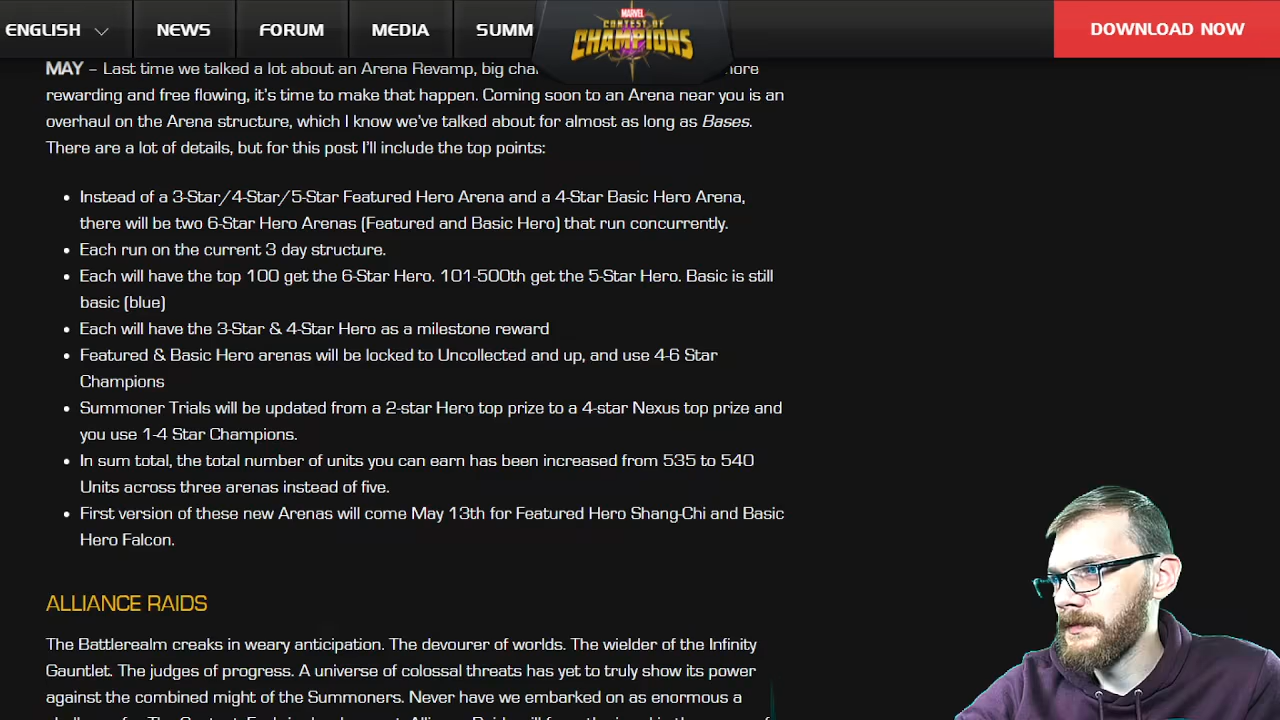 ENGLISH
NEWS
FORUM
MEDIA
SUMM
MARVEL
CONTEST OF
CHAMPIONS
DOWNLOAD NOW
MAY – Last time we talked a lot about an Arena Revamp, big cha
rewarding and free flowing, it's time to make that happen. Coming soon to an Arena near you is an
overhaul on the Arena structure, which I know we've talked about for almost as long as Bases.
There are a lot of details, but for this post I'll include the top points:
• Instead of a 3-Star/4-Star/5-Star Featured Hero Arena and a 4-Star Basic Hero Arena,
there will be two 6-Star Hero Arenas (Featured and Basic Hero) that run concurrently.
• Each run on the current 3 day structure.
• Each will have the top 100 get the 6-Star Hero. 101-500th get the 5-Star Hero. Basic is still
basic (blue)
• Each will have the 3-Star & 4-Star Hero as a milestone reward
• Featured & Basic Hero arenas will be locked to Uncollected and up, and use 4-6 Star
Champions
• Summoner Trials will be updated from a 2-star Hero top prize to a 4-star Nexus top prize and
you use 1-4 Star Champions.
• In sum total, the total number of units you can earn has been increased from 535 to 540
Units across three arenas instead of five.
• First version of these new Arenas will come May 13th for Featured Hero Shang-Chi and Basic
Hero Falcon.
ALLIANCE RAIDS
The Battlerealm creaks in weary anticipation. The devourer of worlds. The wielder of the Infinity
Gauntlet. The judges of progress. A universe of colossal threats has yet to truly show its power
against the combined might of the Summoners. Never have we embarked on as enormous a